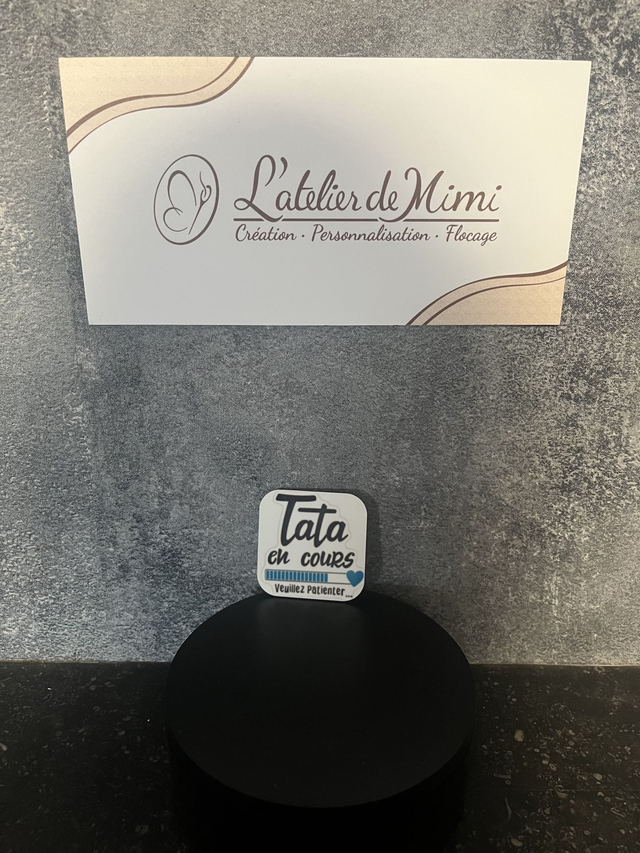 L'atelier de Mimi
Création · Personnalisation · Flocage
Tata
en cours
Veuillez Patienter...